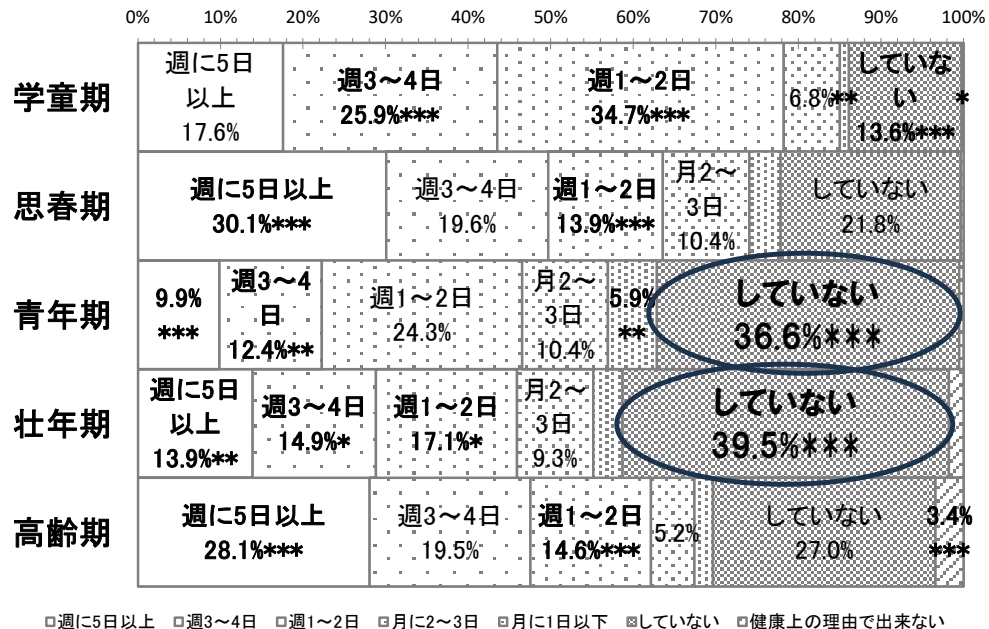 0% 10% 20% 30% 40% 50% 60% 70% 80% 90% 100%
学童期
週に5日
以上
17.6%
週3～4日
25.9%***
週1～2日
34.7%***
6.8%**
していな
い
13.6%***
*
思春期
週に5日以上
30.1%***
週3～4日
19.6%
週1～2日
13.9%***
月2～
3日
10.4%
していない
21.8%
青年期
9.9%
***
週3～4
日
12.4%**
週1～2日
24.3%
月2～
3日
10.4%
5.9%
**
していない
36.6%***
壮年期
週に5日
以上
13.9%**
週3～4日
14.9%*
週1～2日
17.1%*
月2～
3日
9.3%
していない
39.5%***
高齢期
週に5日以上
28.1%***
週3～4日
19.5%
週1～2日
14.6%***
5.2%
していない
27.0%
3.4%
***
週に5日以上 週3～4日 週1～2日 月に2～3日 月に1日以下 していない 健康上の理由で出来ない